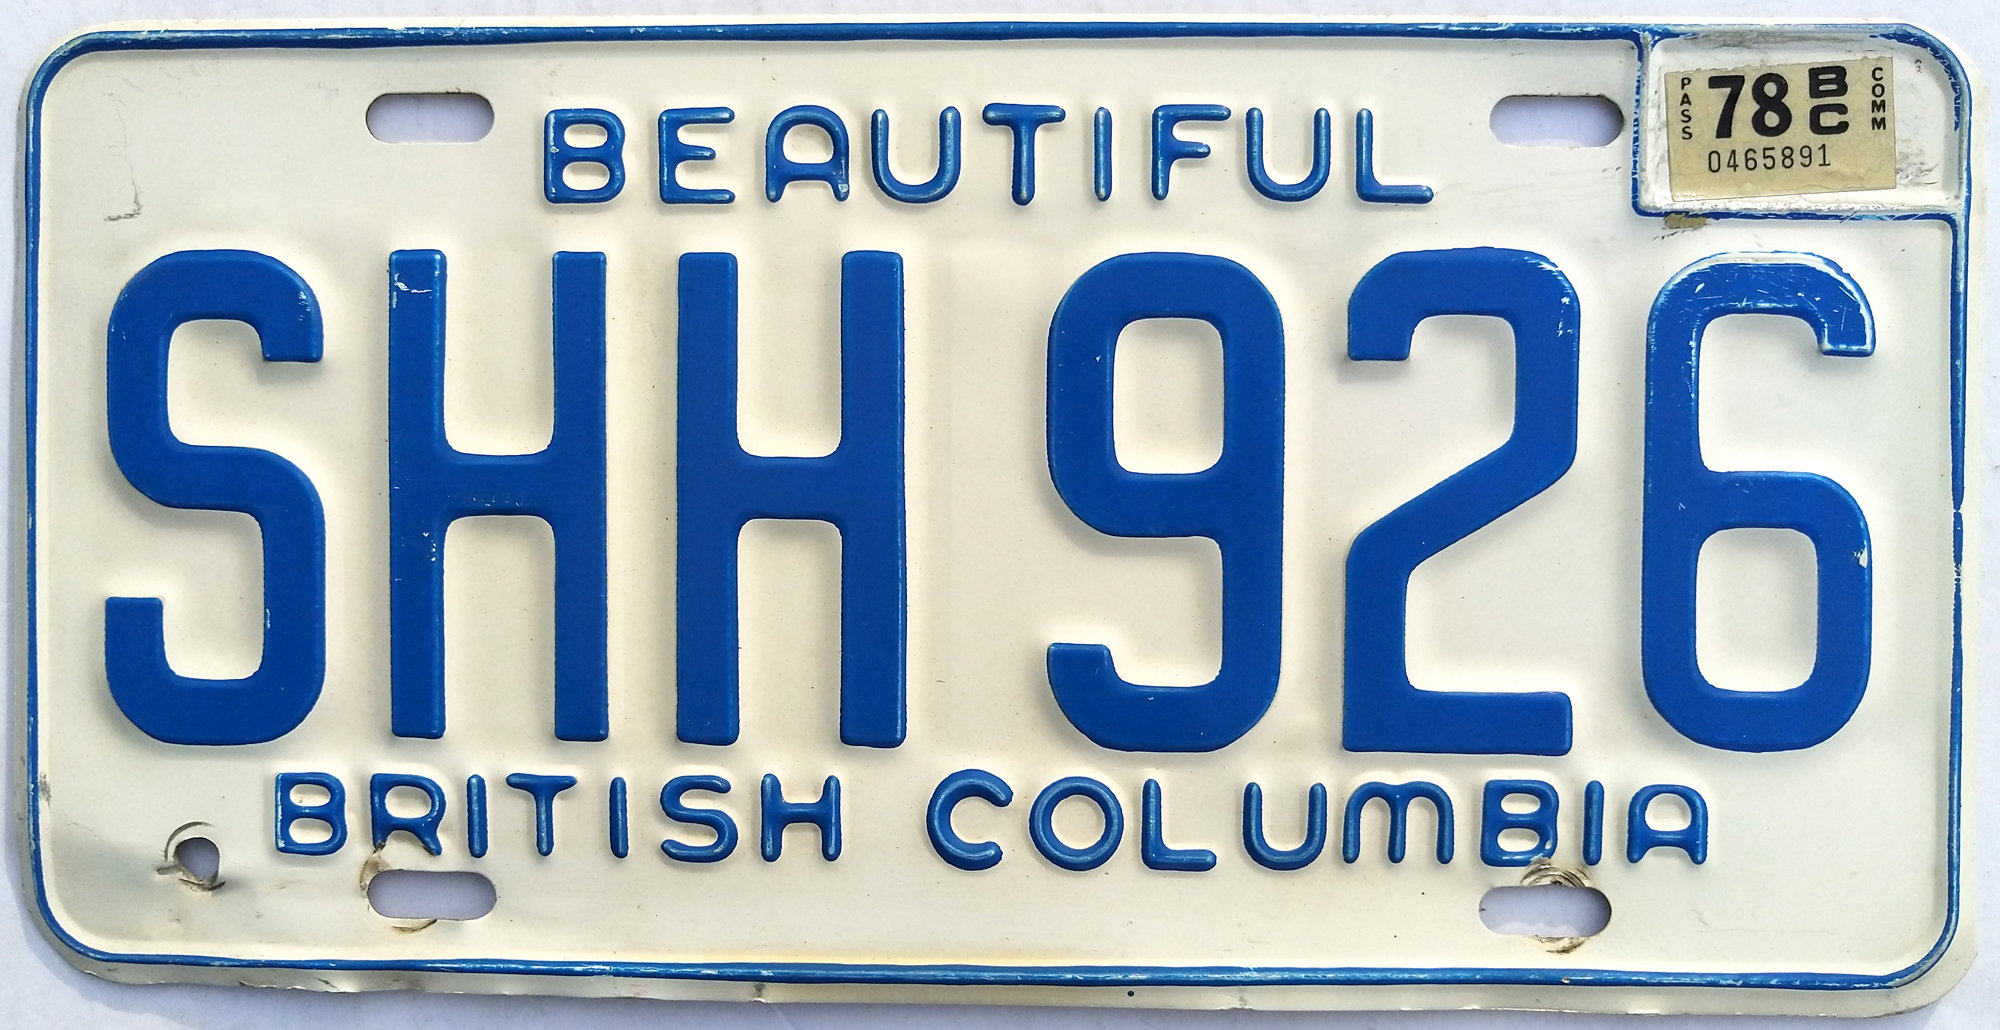 BEAUTIFUL
PASS 78 BC COMM
0465891
SHH 926
BRITISH COLUMBIA